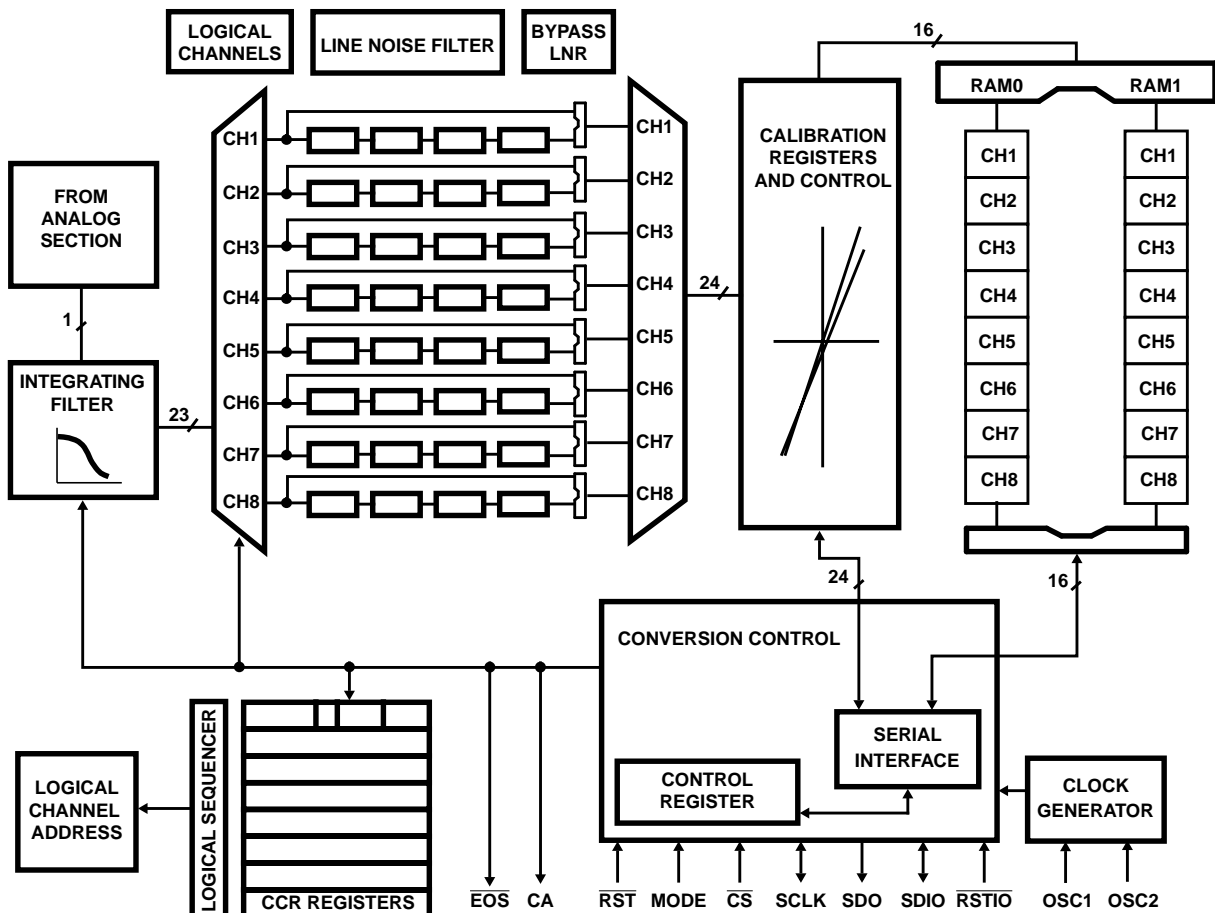 LOGICAL
CHANNELS
LINE NOISE FILTER
BYPASS
LNR
16
RAM0
RAM1
CH1
CH2
CH3
CH4
CH5
CH6
CH7
CH8
CH1
CH2
CH3
CH4
CH5
CH6
CH7
CH8
CALIBRATION
REGISTERS
AND CONTROL
CH1
CH2
CH3
CH4
CH5
CH6
CH7
CH8
CH1
CH2
CH3
CH4
CH5
CH6
CH7
CH8
FROM
ANALOG
SECTION
1
INTEGRATING
FILTER
23
24
24
16
CONVERSION CONTROL
SERIAL
INTERFACE
CONTROL
REGISTER
CLOCK
GENERATOR
LOGICAL
CHANNEL
ADDRESS
LOGICAL SEQUENCER
CCR REGISTERS
E̅O̅S̅ CA R̅S̅T̅ MODE C̅S̅ SCLK SDO SDIO R̅S̅T̅I̅O̅ OSC1 OSC2